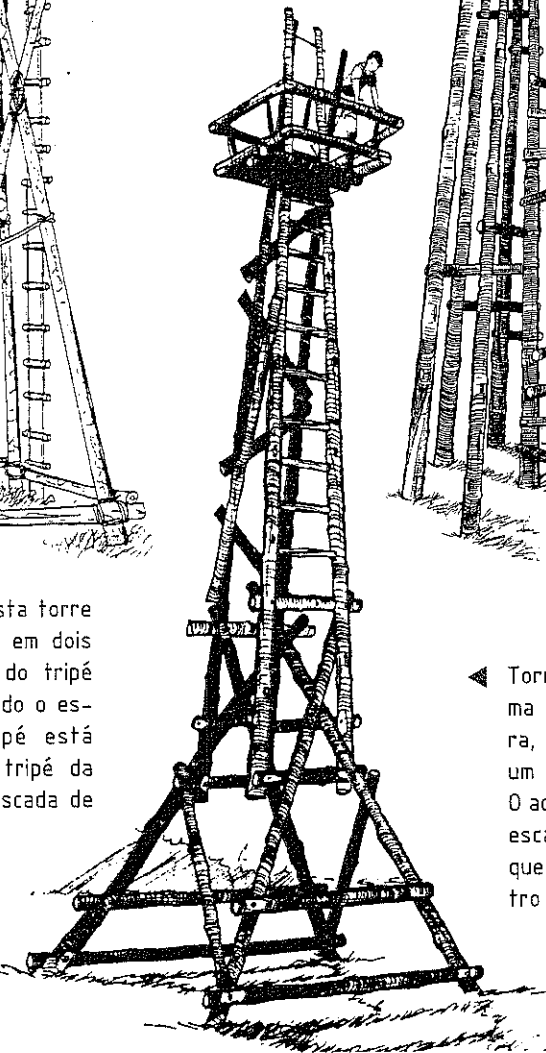 sta torre
em dois
do tripé
do o es-
pé está
tripé da
scada de
Torr
ma
ra,
um
O ac
esca
que
tro